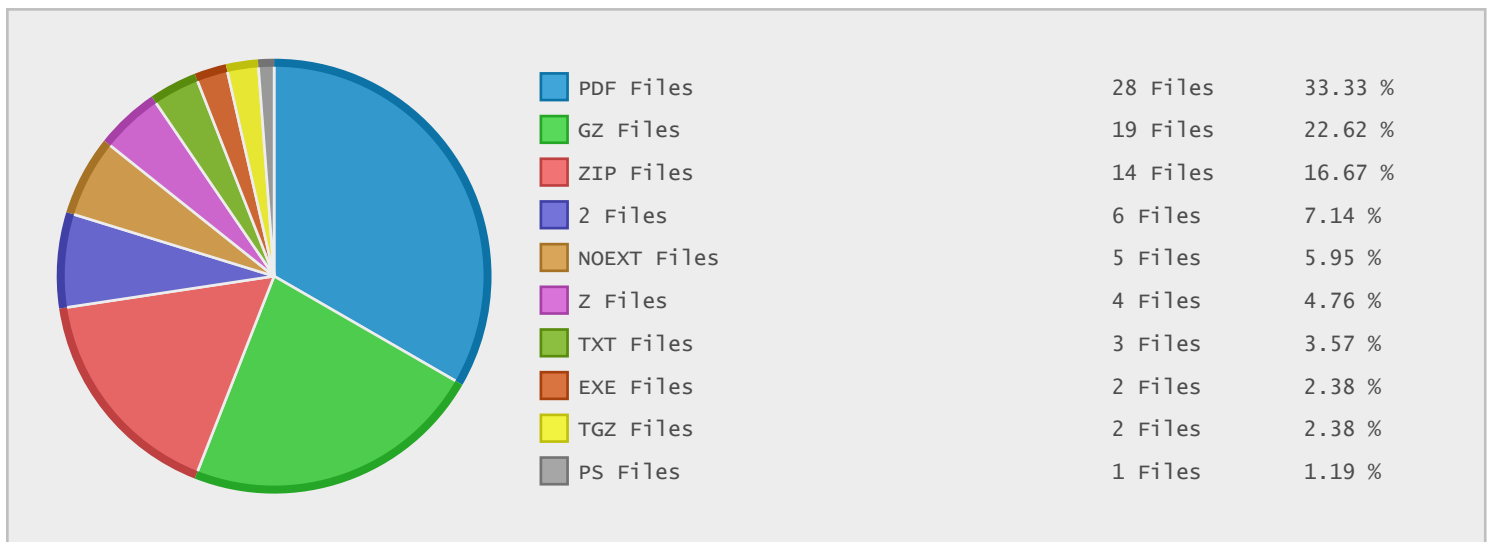 PDF Files 28 Files 33.33 %
GZ Files 19 Files 22.62 %
ZIP Files 14 Files 16.67 %
2 Files 6 Files 7.14 %
NOEXT Files 5 Files 5.95 %
Z Files 4 Files 4.76 %
TXT Files 3 Files 3.57 %
EXE Files 2 Files 2.38 %
TGZ Files 2 Files 2.38 %
PS Files 1 Files 1.19 %